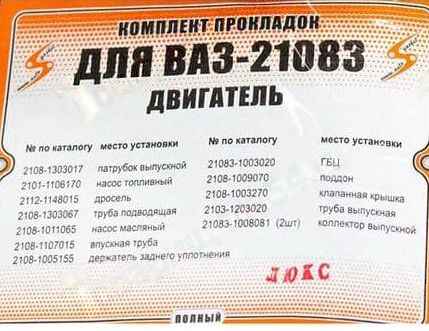 КОМПЛЕКТ ПРОКЛАДОК
ДЛЯ ВАЗ-21083
ДВИГАТЕЛЬ
№ по каталогу место установки № по каталогу место установки
2108-1303017 патрубок выпускной 21083-1003020 ГБЦ
2101-1106170 насос топливный 2108-1009070 поддон
2112-1148015 дросель 2108-1003270 клапанная крышка
2108-1303067 труба подводящая 2103-1203020 труба выпускная
2108-1011065 насос масляный 21083-1008081 (2шт) коллектор выпускной
2108-1107015 впускная труба
2108-1005155 держатель заднего уплотнения
ЛЮКС
ПОЛНЫЙ